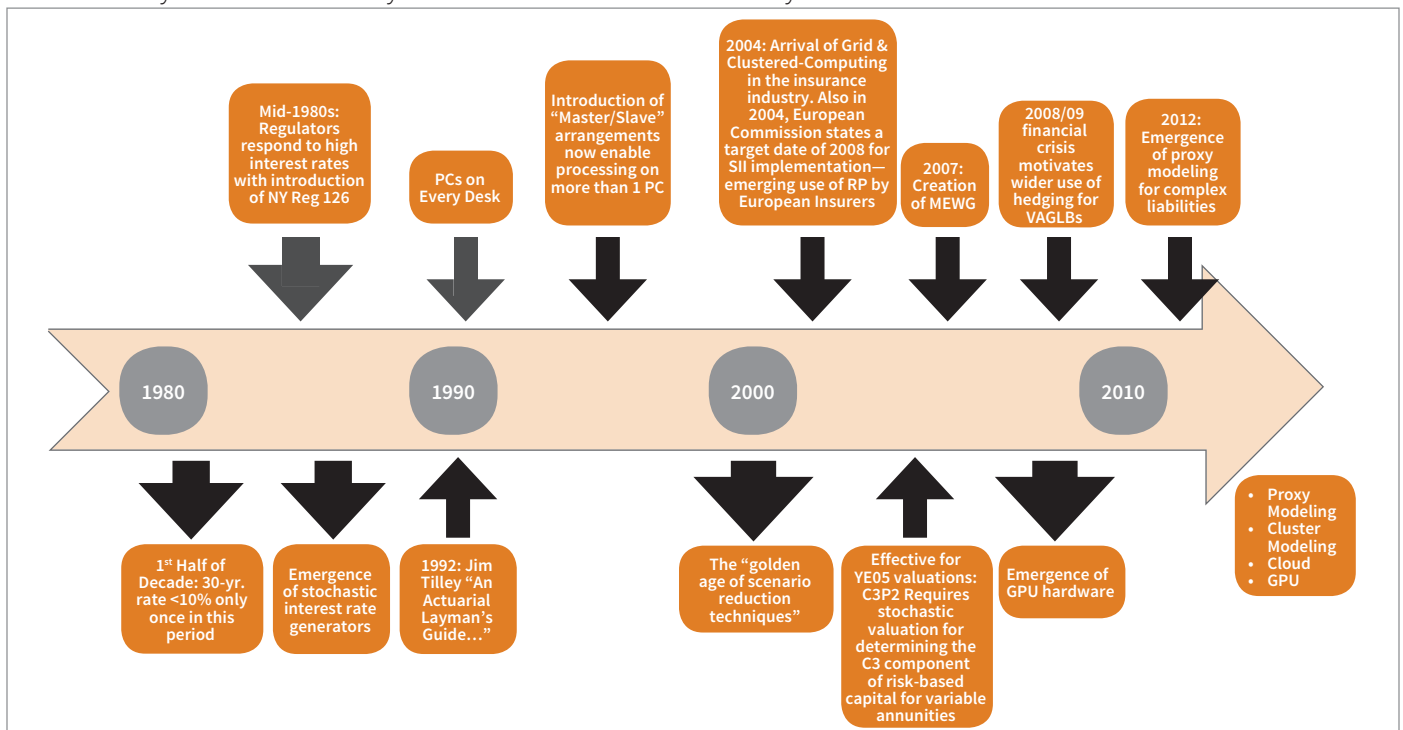 Mid-1980s:
Regulators
respond to high
interest rates
with introduction
of NY Reg 126
PCs on
Every Desk
Introduction of
“Master/Slave”
arrangements
now enable
processing on
more than 1 PC
2004: Arrival of Grid &
Clustered-Computing
in the insurance
industry. Also in
2004, European
Commission states a
target date of 2008 for
SII implementation—
emerging use of RP by
European Insurers
2007:
Creation
of MEWG
2008/09
financial
crisis
motivates
wider use of
hedging for
VAGLBs
2012:
Emergence
of proxy
modeling
for complex
liabilities
1980
1990
2000
2010
1st Half of
Decade: 30-yr.
rate <10% only
once in this
period
Emergence
of stochastic
interest rate
generators
1992: Jim
Tilley “An
Actuarial
Layman’s
Guide…”
The “golden
age of scenario
reduction
techniques”
Effective for
YE05 valuations:
C3P2 Requires
stochastic
valuation for
determining the
C3 component
of risk-based
capital for variable
annunities
Emergence of
GPU hardware
• Proxy
Modeling
• Cluster
Modeling
• Cloud
• GPU